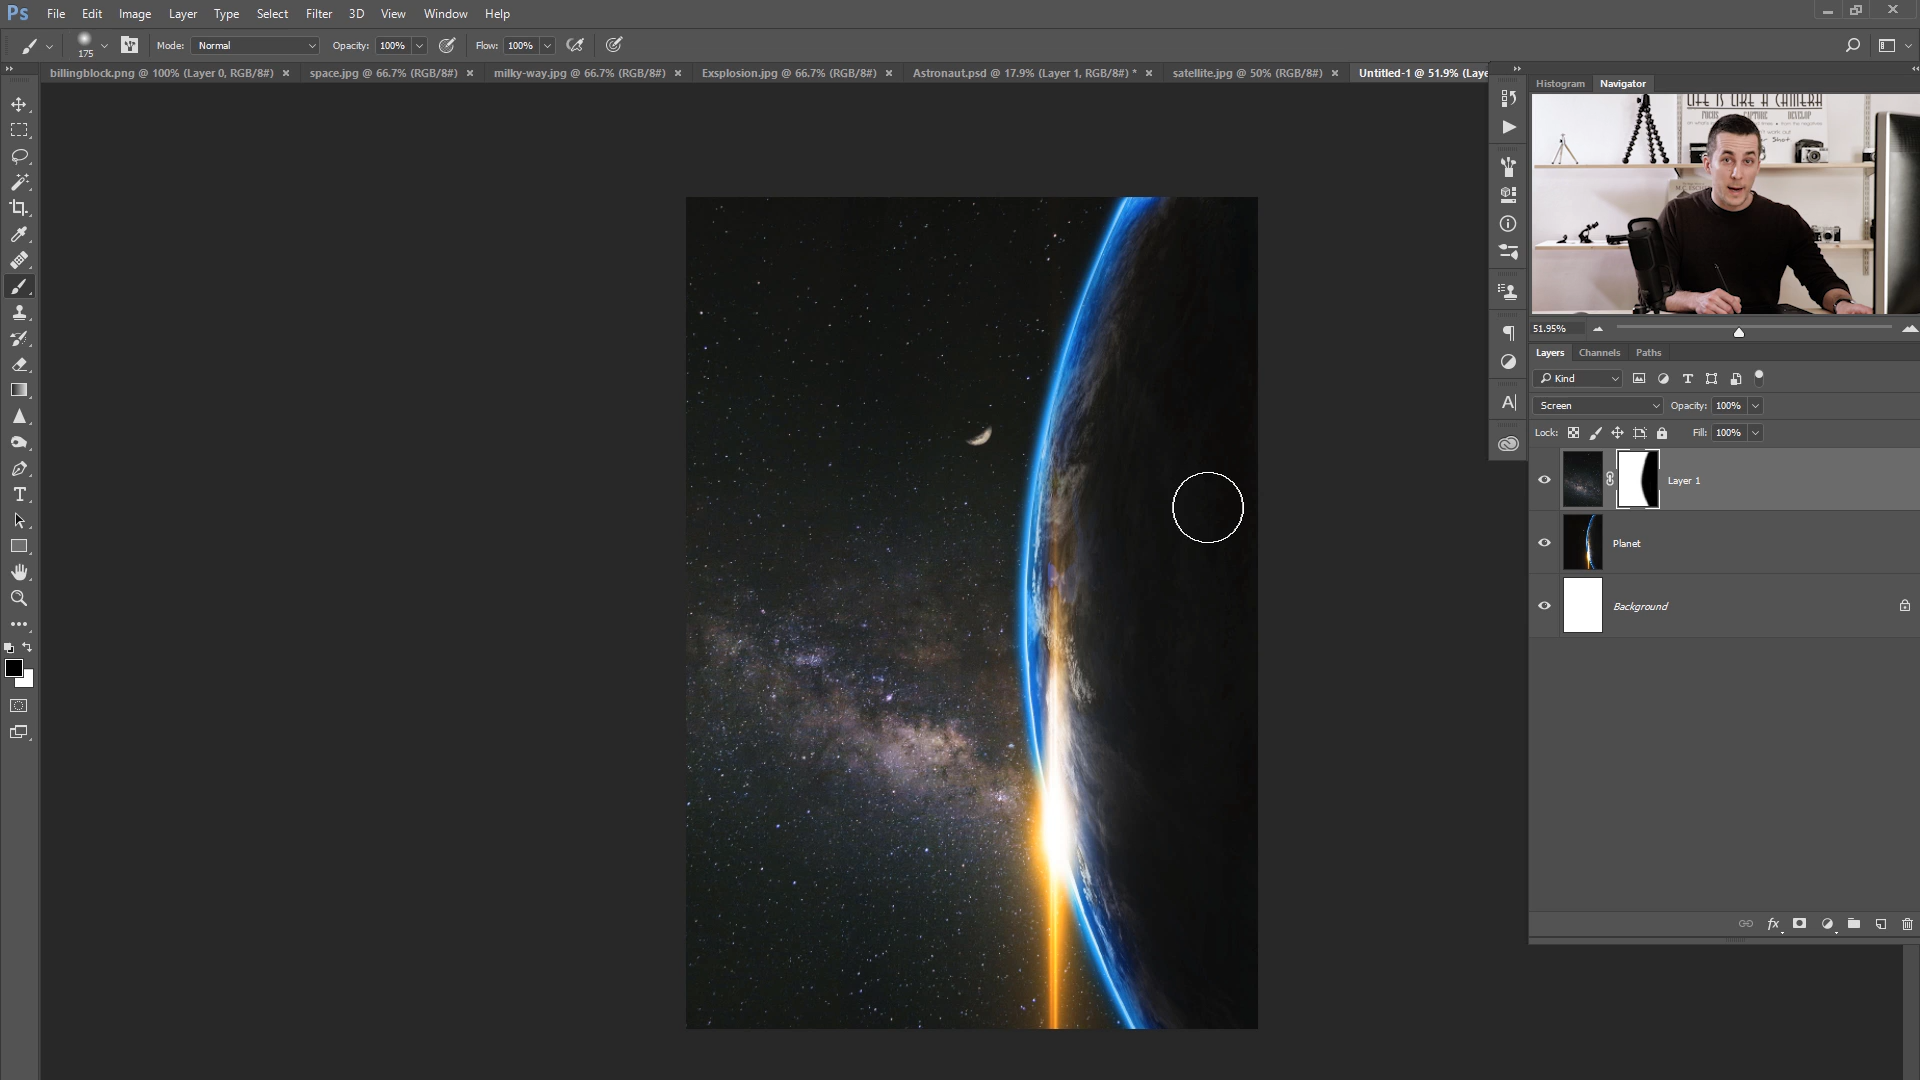 Ps File Edit Image Layer Type Select Filter 3D View Window Help
175 Mode: Normal Opacity: 100% Flow: 100%
billingblock.png @ 100% (Layer 0, RGB/8#) space.jpg @ 66.7% (RGB/8#) milky-way.jpg @ 66.7% (RGB/8#) Exsplosion.jpg @ 66.7% (RGB/8#) Astronaut.psd @ 17.9% (Layer 1, RGB/8#) * satellite.jpg @ 50% (RGB/8#) Untitled-1 @ 51.9% (Laye
Histogram Navigator
LIFE IS LIKE A CAMERA
FOCUS CAPTURE DEVELOP
51.95%
Layers Channels Paths
Kind
Screen Opacity: 100%
Lock: Fill: 100%
Layer 1
Planet
Background
fx